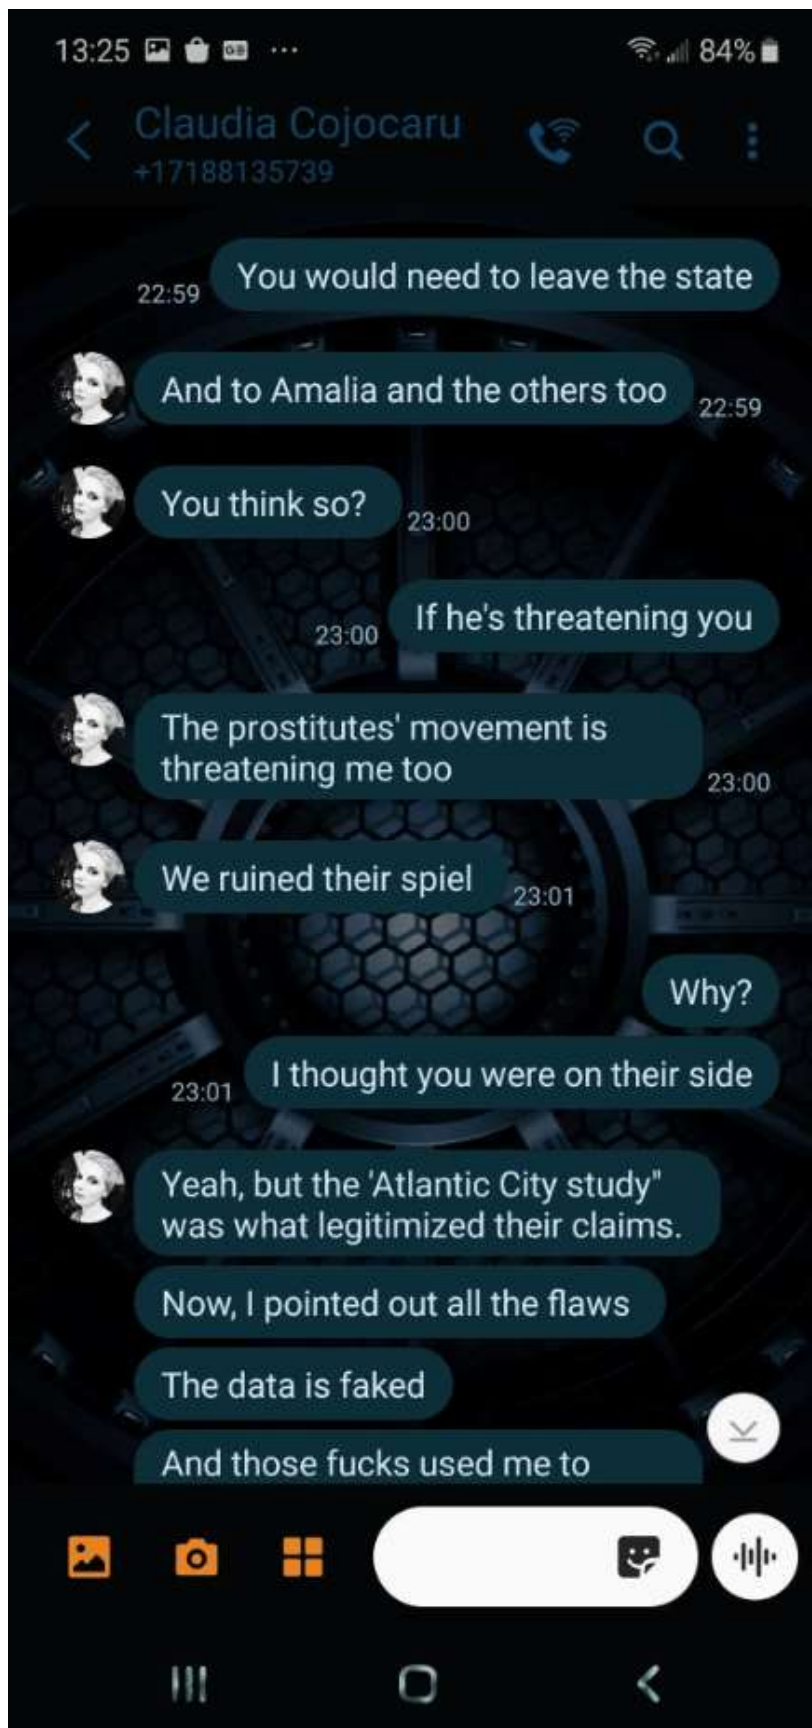 13:25 GB ... 84%
Claudia Cojocaru
+17188135739
You would need to leave the state
22:59
And to Amalia and the others too
22:59
You think so?
23:00
If he's threatening you
23:00
The prostitutes' movement is
threatening me too
23:00
We ruined their spiel
23:01
Why?
I thought you were on their side
23:01
Yeah, but the 'Atlantic City study"
was what legitimized their claims.
Now, I pointed out all the flaws
The data is faked
And those fucks used me to